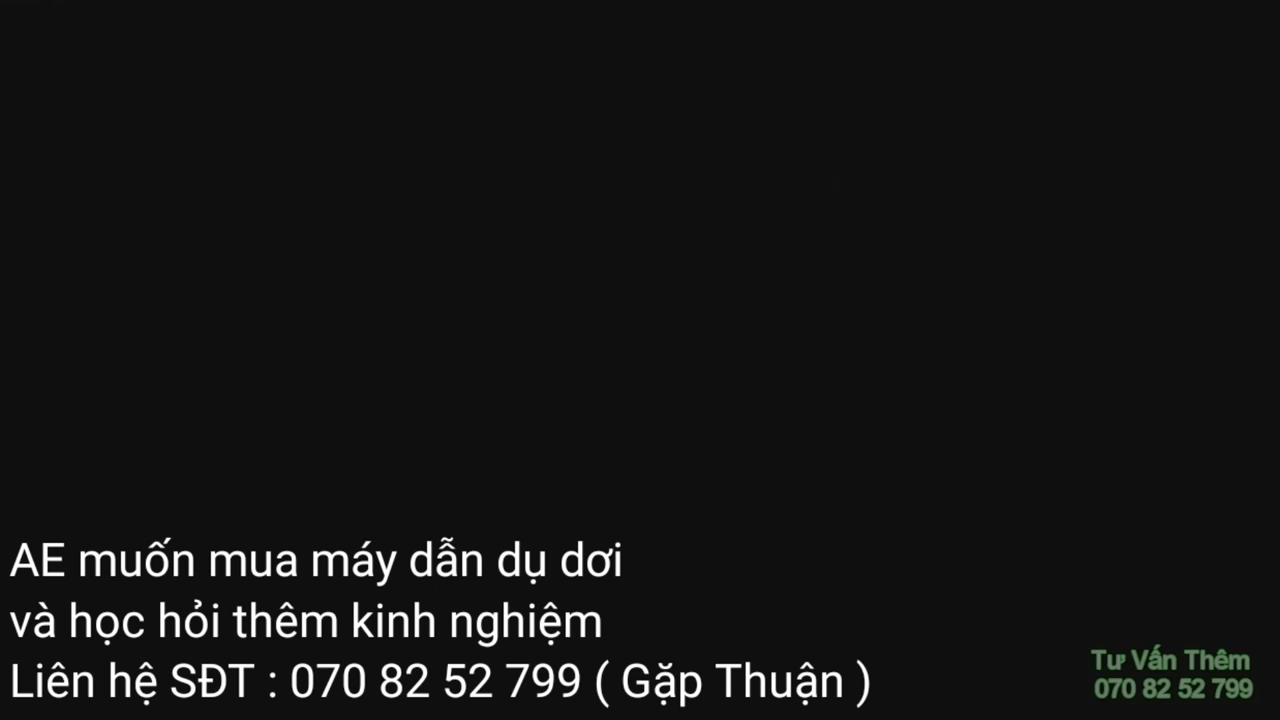 AE muốn mua máy dẫn dụ dơi
và học hỏi thêm kinh nghiệm
Liên hệ SĐT : 070 82 52 799 ( Gặp Thuận )
Tư Vấn Thêm
070 82 52 799